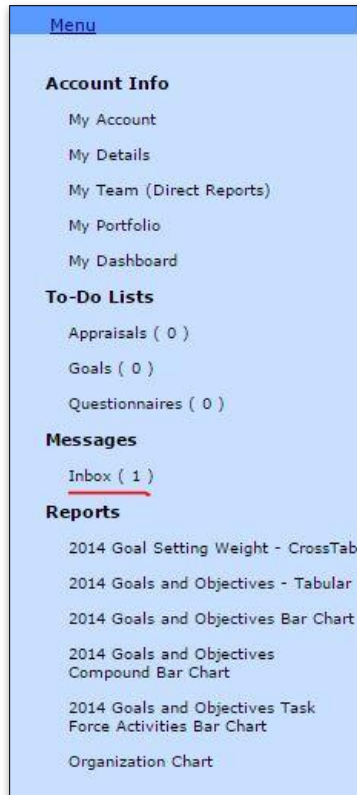 Menu
Account Info
My Account
My Details
My Team (Direct Reports)
My Portfolio
My Dashboard
To-Do Lists
Appraisals ( 0 )
Goals ( 0 )
Questionnaires ( 0 )
Messages
Inbox ( 1 )
Reports
2014 Goal Setting Weight - CrossTab
2014 Goals and Objectives - Tabular
2014 Goals and Objectives Bar Chart
2014 Goals and Objectives
Compound Bar Chart
2014 Goals and Objectives Task
Force Activities Bar Chart
Organization Chart